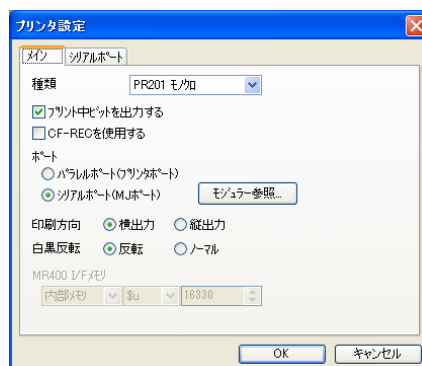 プリンタ設定
メイン シリアルポート
種類 PR201 モノクロ
プリント中ビットを出力する
CF-RECを使用する
ポート
パラレルポート(プリンタポート)
シリアルポート(MJポート) モジュラー参照...
印刷方向 横出力 縦出力
白黒反転 反転 ノーマル
MR400 I/Fメモリ
内部メモリ $u 16330
OK キャンセル